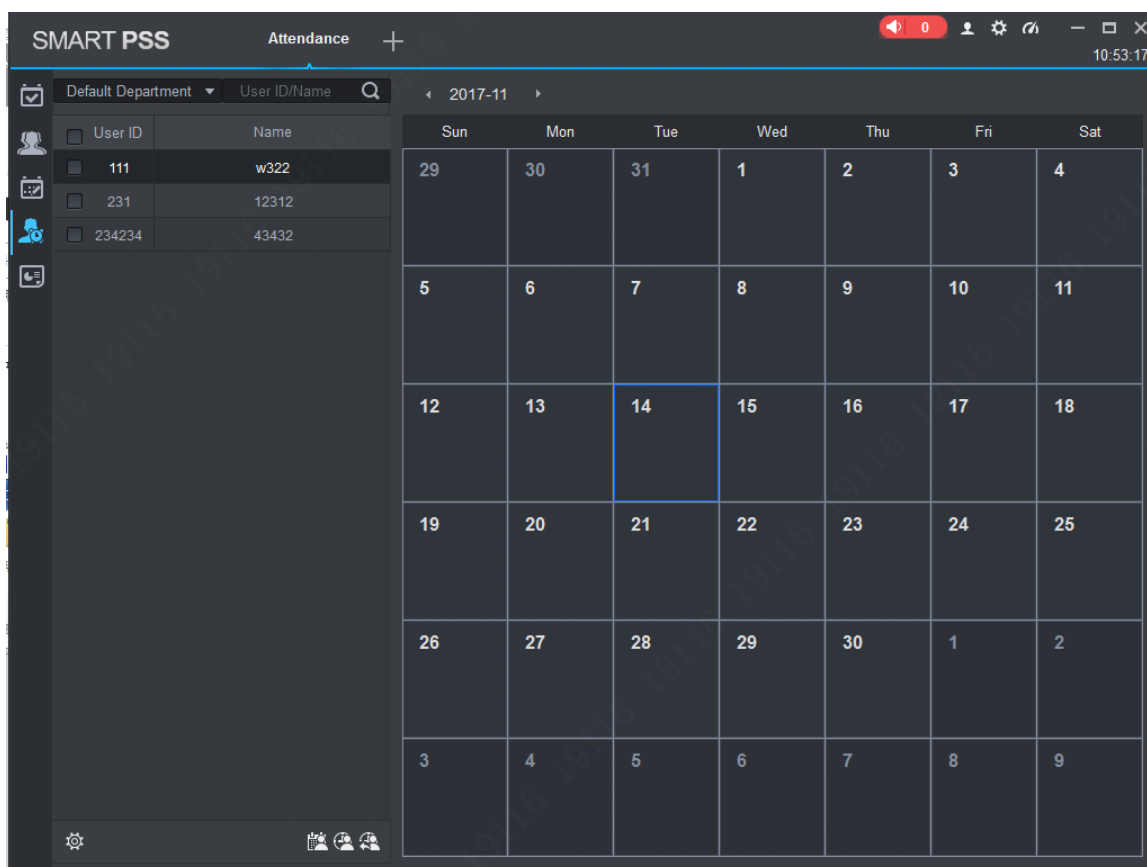 SMART PSS
Attendance
0
10:53:17
Default Department
User ID/Name
2017-11
User ID Name
111 w322
231 12312
234234 43432
Sun Mon Tue Wed Thu Fri Sat
29 30 31 1 2 3 4
5 6 7 8 9 10 11
12 13 14 15 16 17 18
19 20 21 22 23 24 25
26 27 28 29 30 1 2
3 4 5 6 7 8 9
19116 19116 19116